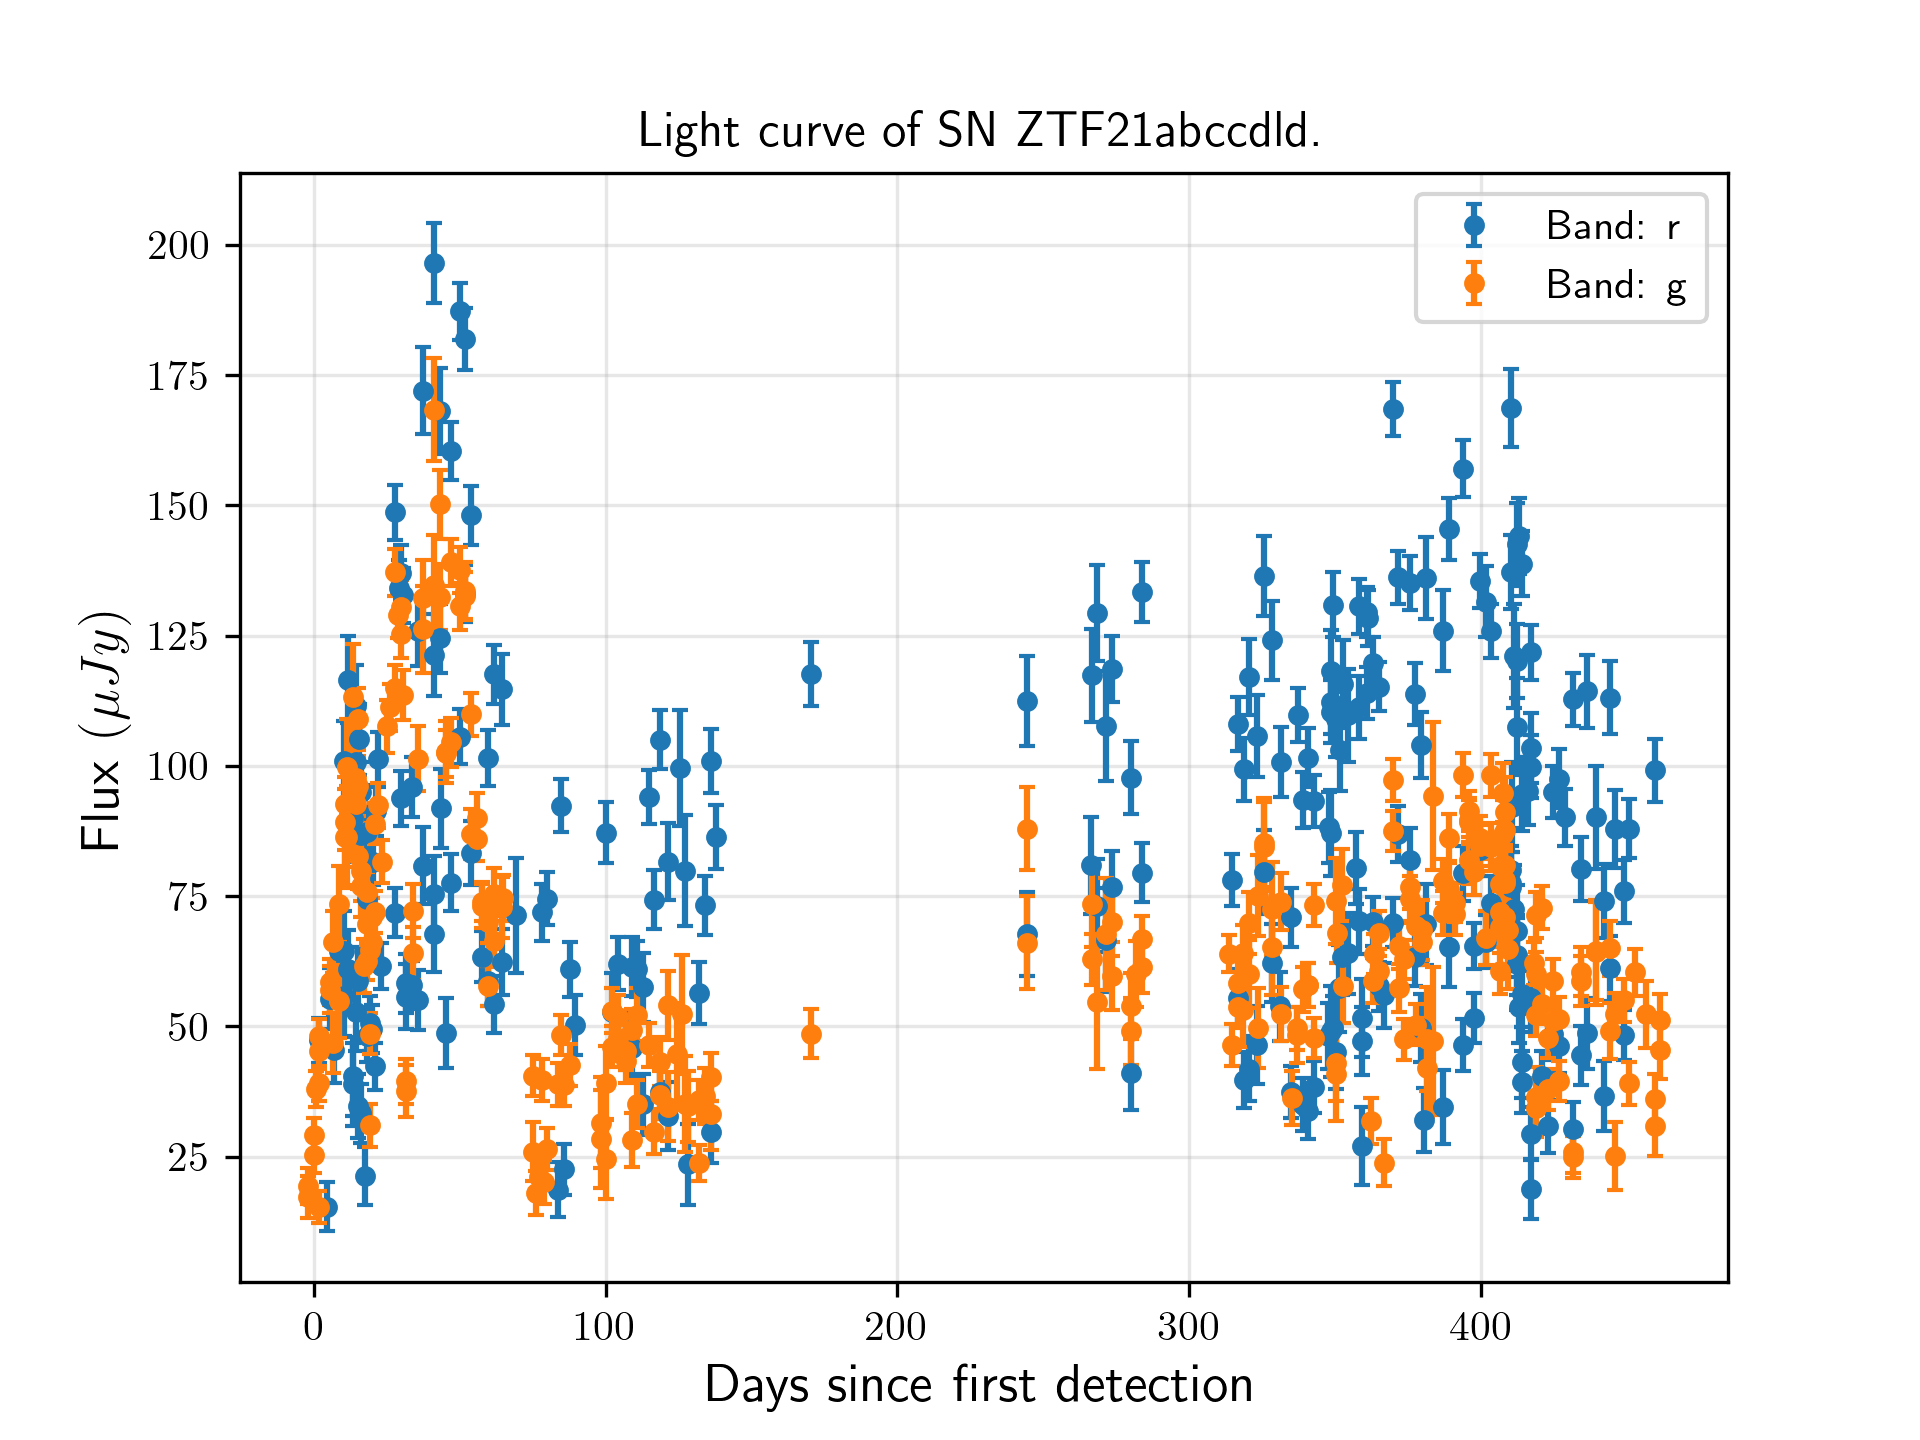 Light curve of SN ZTF21abccdld.
Band: r
Band: g
Flux (μJy)
200
175
150
125
100
75
50
25
0 100 200 300 400
Days since first detection